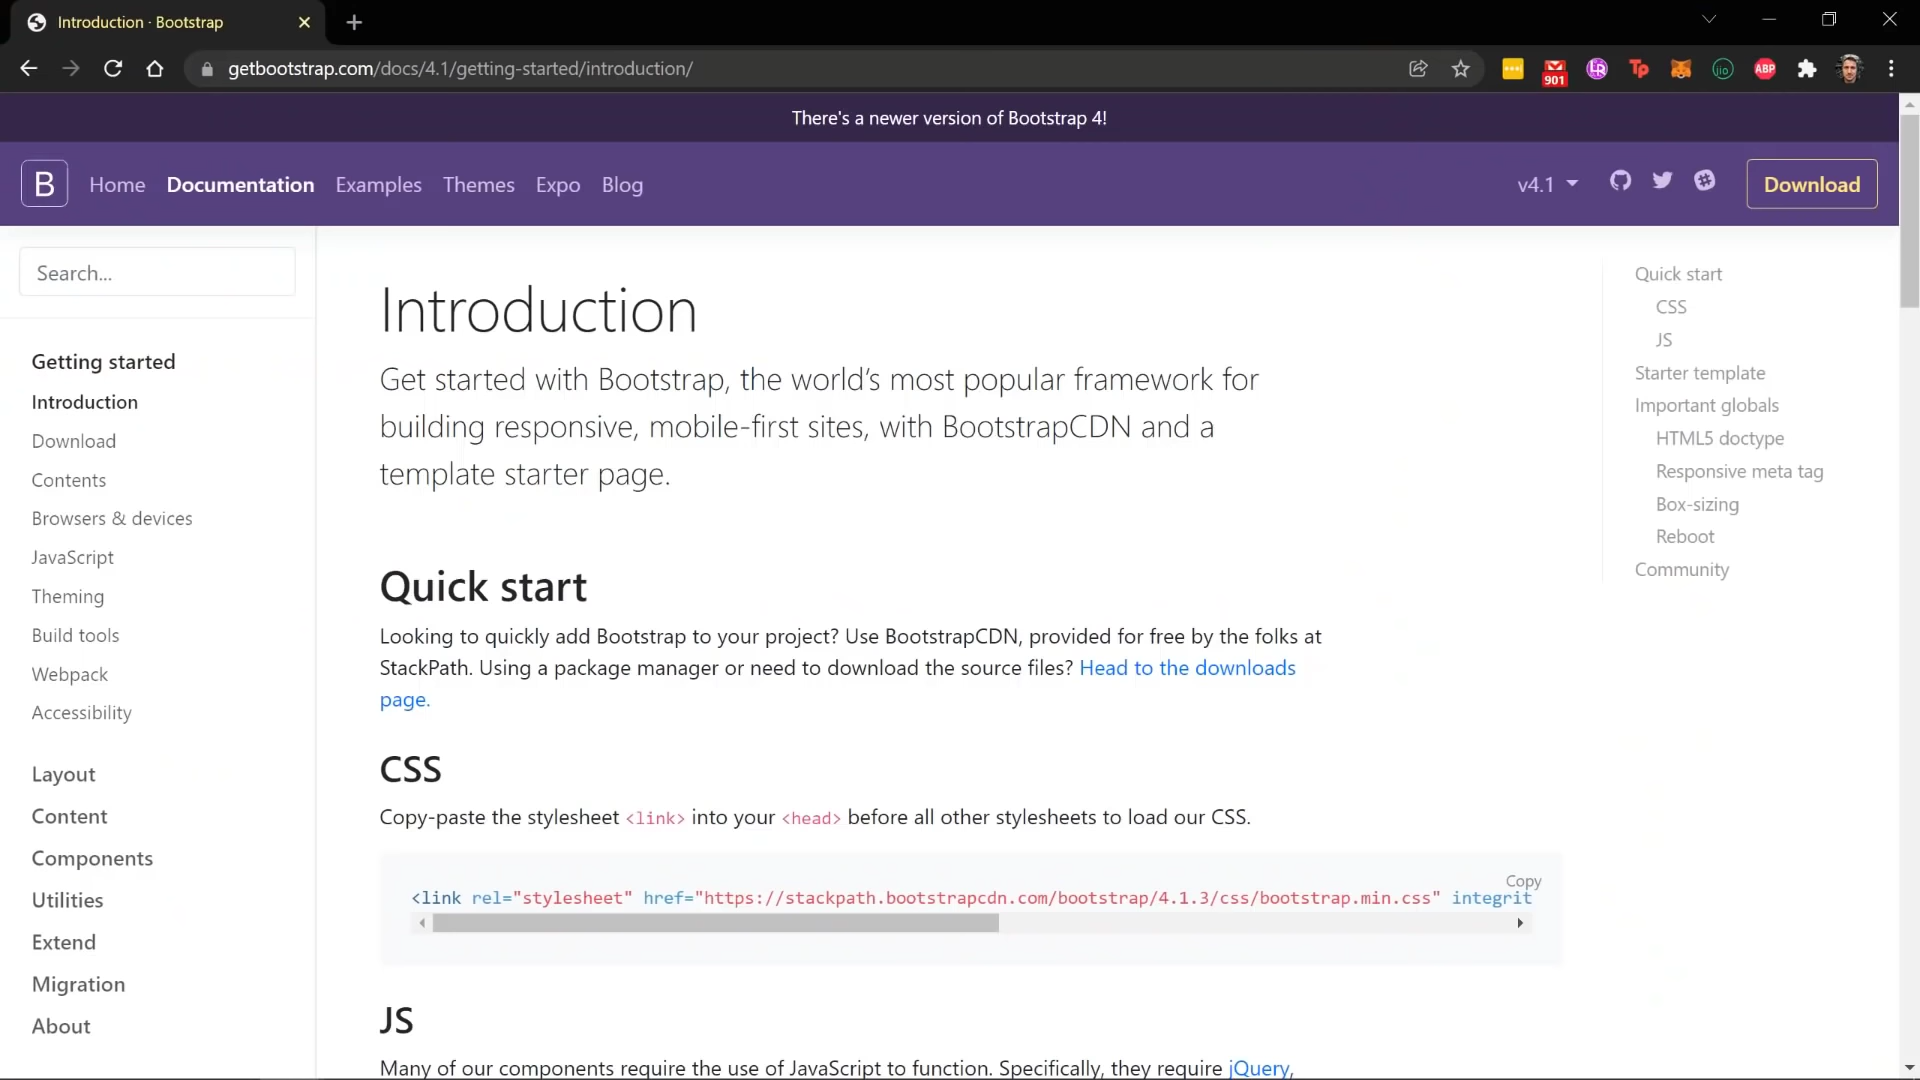 Introduction · Bootstrap
getbootstrap.com/docs/4.1/getting-started/introduction/
901
LR
Tp
jio
ABP
There's a newer version of Bootstrap 4!
B Home Documentation Examples Themes Expo Blog v4.1 Download
Search...
Getting started
Introduction
Download
Contents
Browsers & devices
JavaScript
Theming
Build tools
Webpack
Accessibility
Layout
Content
Components
Utilities
Extend
Migration
About
Introduction
Get started with Bootstrap, the world’s most popular framework for
building responsive, mobile-first sites, with BootstrapCDN and a
template starter page.
Quick start
Looking to quickly add Bootstrap to your project? Use BootstrapCDN, provided for free by the folks at
StackPath. Using a package manager or need to download the source files? Head to the downloads
page.
CSS
Copy-paste the stylesheet <link> into your <head> before all other stylesheets to load our CSS.
Copy
<link rel="stylesheet" href="https://stackpath.bootstrapcdn.com/bootstrap/4.1.3/css/bootstrap.min.css" integrit
JS
Many of our components require the use of JavaScript to function. Specifically, they require jQuery,
Quick start
CSS
JS
Starter template
Important globals
HTML5 doctype
Responsive meta tag
Box-sizing
Reboot
Community